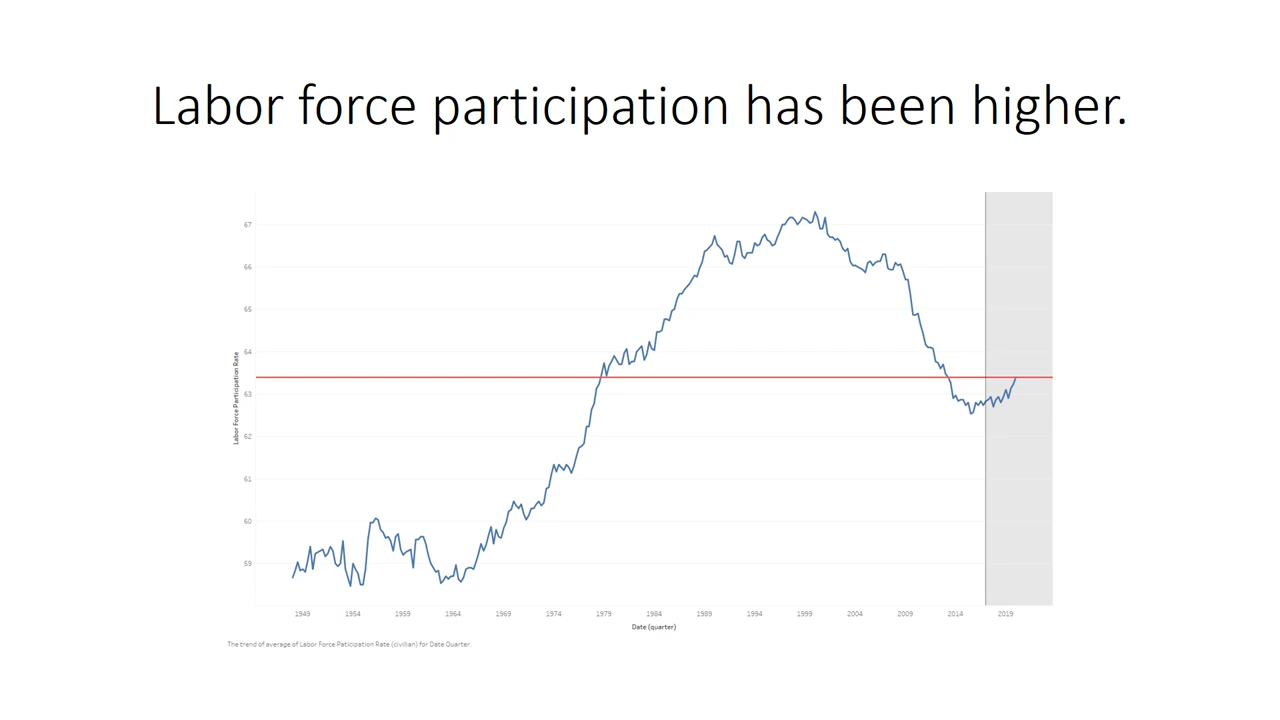 Labor force participation has been higher.
67
66
65
64
63
62
61
60
59
Labor Force Participation Rate
1949 1954 1959 1964 1969 1974 1979 1984 1989 1994 1999 2004 2009 2014 2019
Date (quarter)
The trend of average of Labor Force Paticipation Rate (civilian) for Date Quarter.